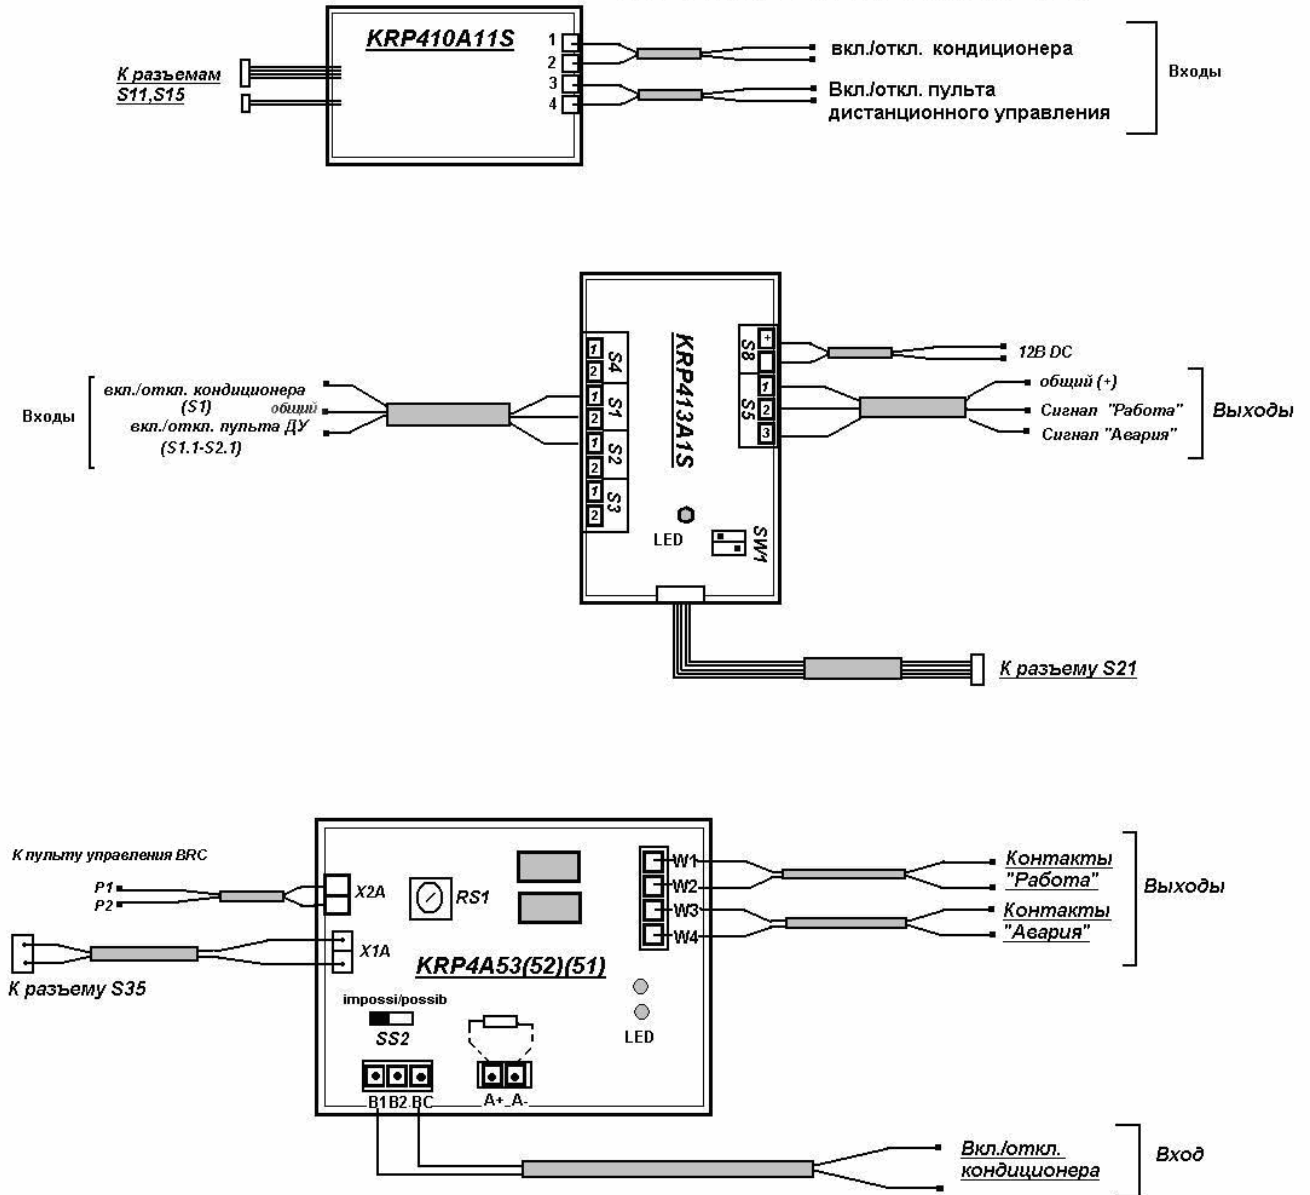 KRP410A11S
К разъемам
S11,S15
1
2
3
4
вкл./откл. кондиционера
Вкл./откл. пульта
дистанционного управления
Входы
KRP413A1S
S4
1
2
S1
1
2
S2
1
2
S3
1
2
S8
+
S5
1
2
3
LED
SW1
Входы
вкл./откл. кондиционера
(S1) общий
вкл./откл. пульта ДУ
(S1.1-S2.1)
12В DC
общий (+)
Сигнал "Работа"
Сигнал "Авария"
Выходы
К разъему S21
К пульту управления BRC
P1
P2
X2A
X1A
К разъему S35
RS1
KRP4A53(52)(51)
impossi/possib
SS2
B1 B2 BC
A+ A-
LED
W1
W2
W3
W4
Контакты
"Работа"
Контакты
"Авария"
Выходы
Вкл./откл.
кондиционера
Вход